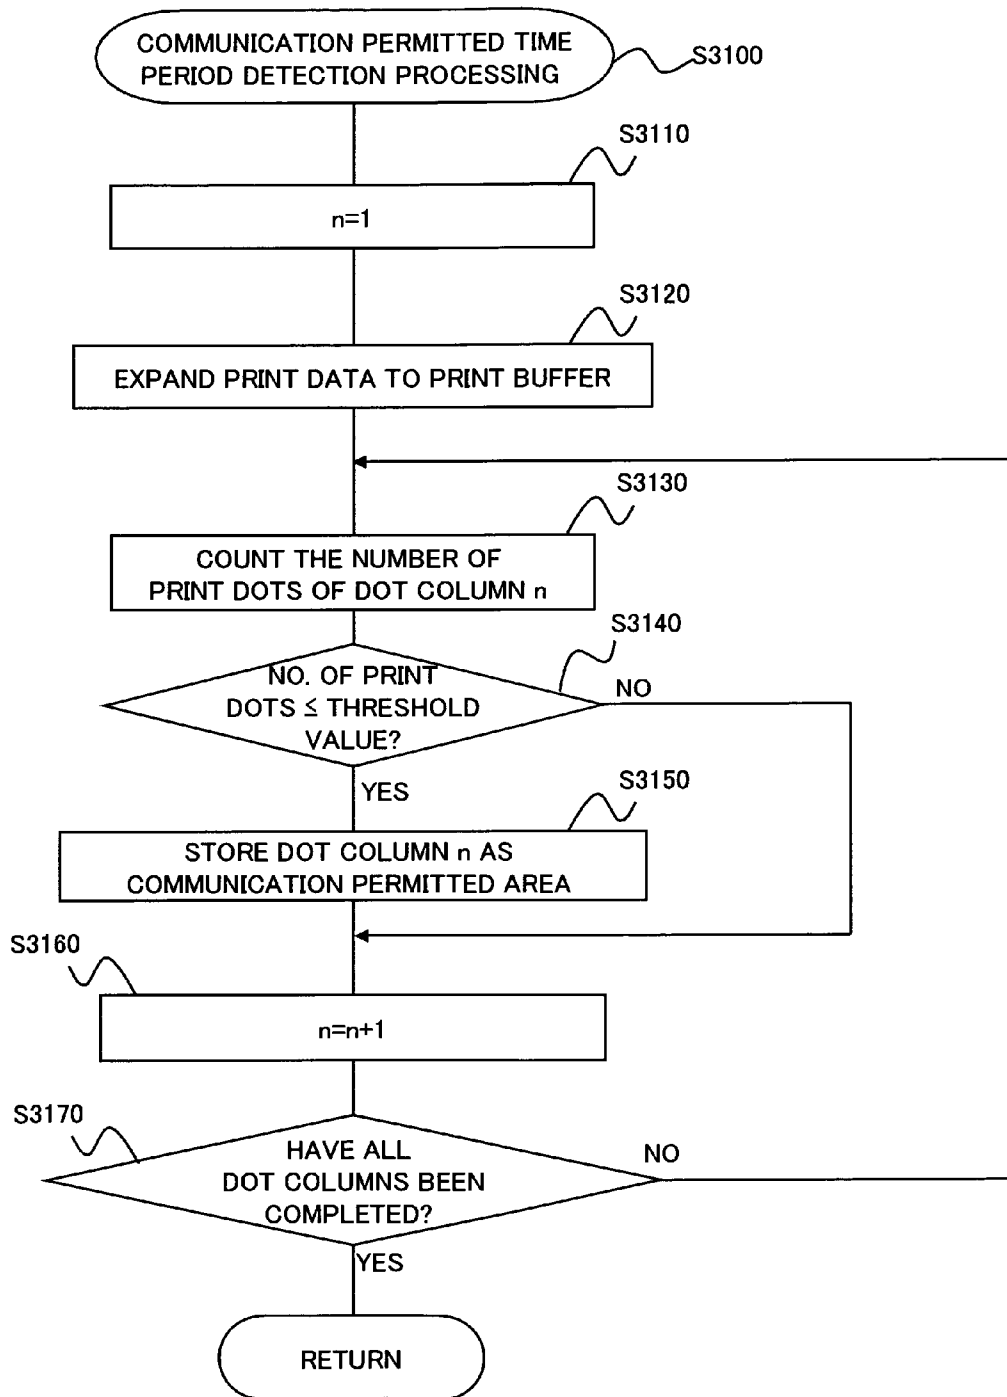 COMMUNICATION PERMITTED TIME
PERIOD DETECTION PROCESSING
S3100
S3110
n=1
S3120
EXPAND PRINT DATA TO PRINT BUFFER
S3130
COUNT THE NUMBER OF
PRINT DOTS OF DOT COLUMN n
S3140
NO. OF PRINT
DOTS ≦ THRESHOLD
VALUE?
NO
YES
S3150
STORE DOT COLUMN n AS
COMMUNICATION PERMITTED AREA
S3160
n=n+1
S3170
HAVE ALL
DOT COLUMNS BEEN
COMPLETED?
NO
YES
RETURN